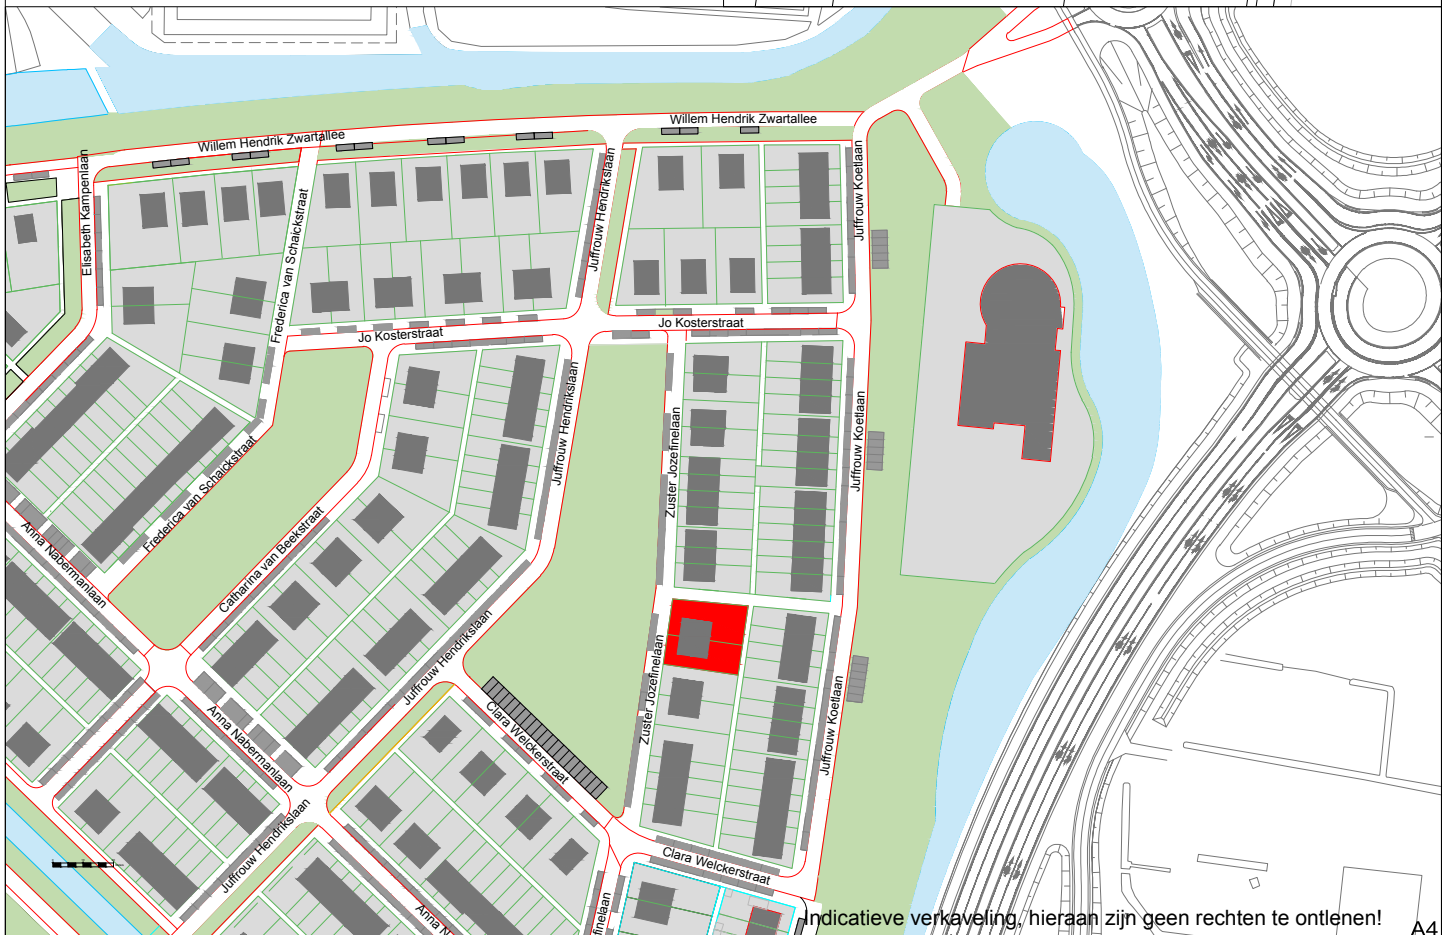 Willem Hendrik Zwartallee
Willem Hendrik Zwartallee
Elisabeth Kampenlaan
Frederica van Schaickstraat
Juffrouw Hendrikslaan
Juffrouw Koetlaan
Jo Kosterstraat
Jo Kosterstraat
Juffrouw Hendrikslaan
Zuster Jozefinelaan
Juffrouw Koetlaan
Frederica van Schaickstraat
Anna Nabermanlaan
Catharina van Beekstraat
Juffrouw Hendrikslaan
Zuster Jozefinelaan
Juffrouw Koetlaan
Anna Nabermanlaan
Clara Welckerstraat
Juffrouw Hendrikslaan
Clara Welckerstraat
Anna N
finelaan
Indicatieve verkaveling, hieraan zijn geen rechten te ontlenen!
A4